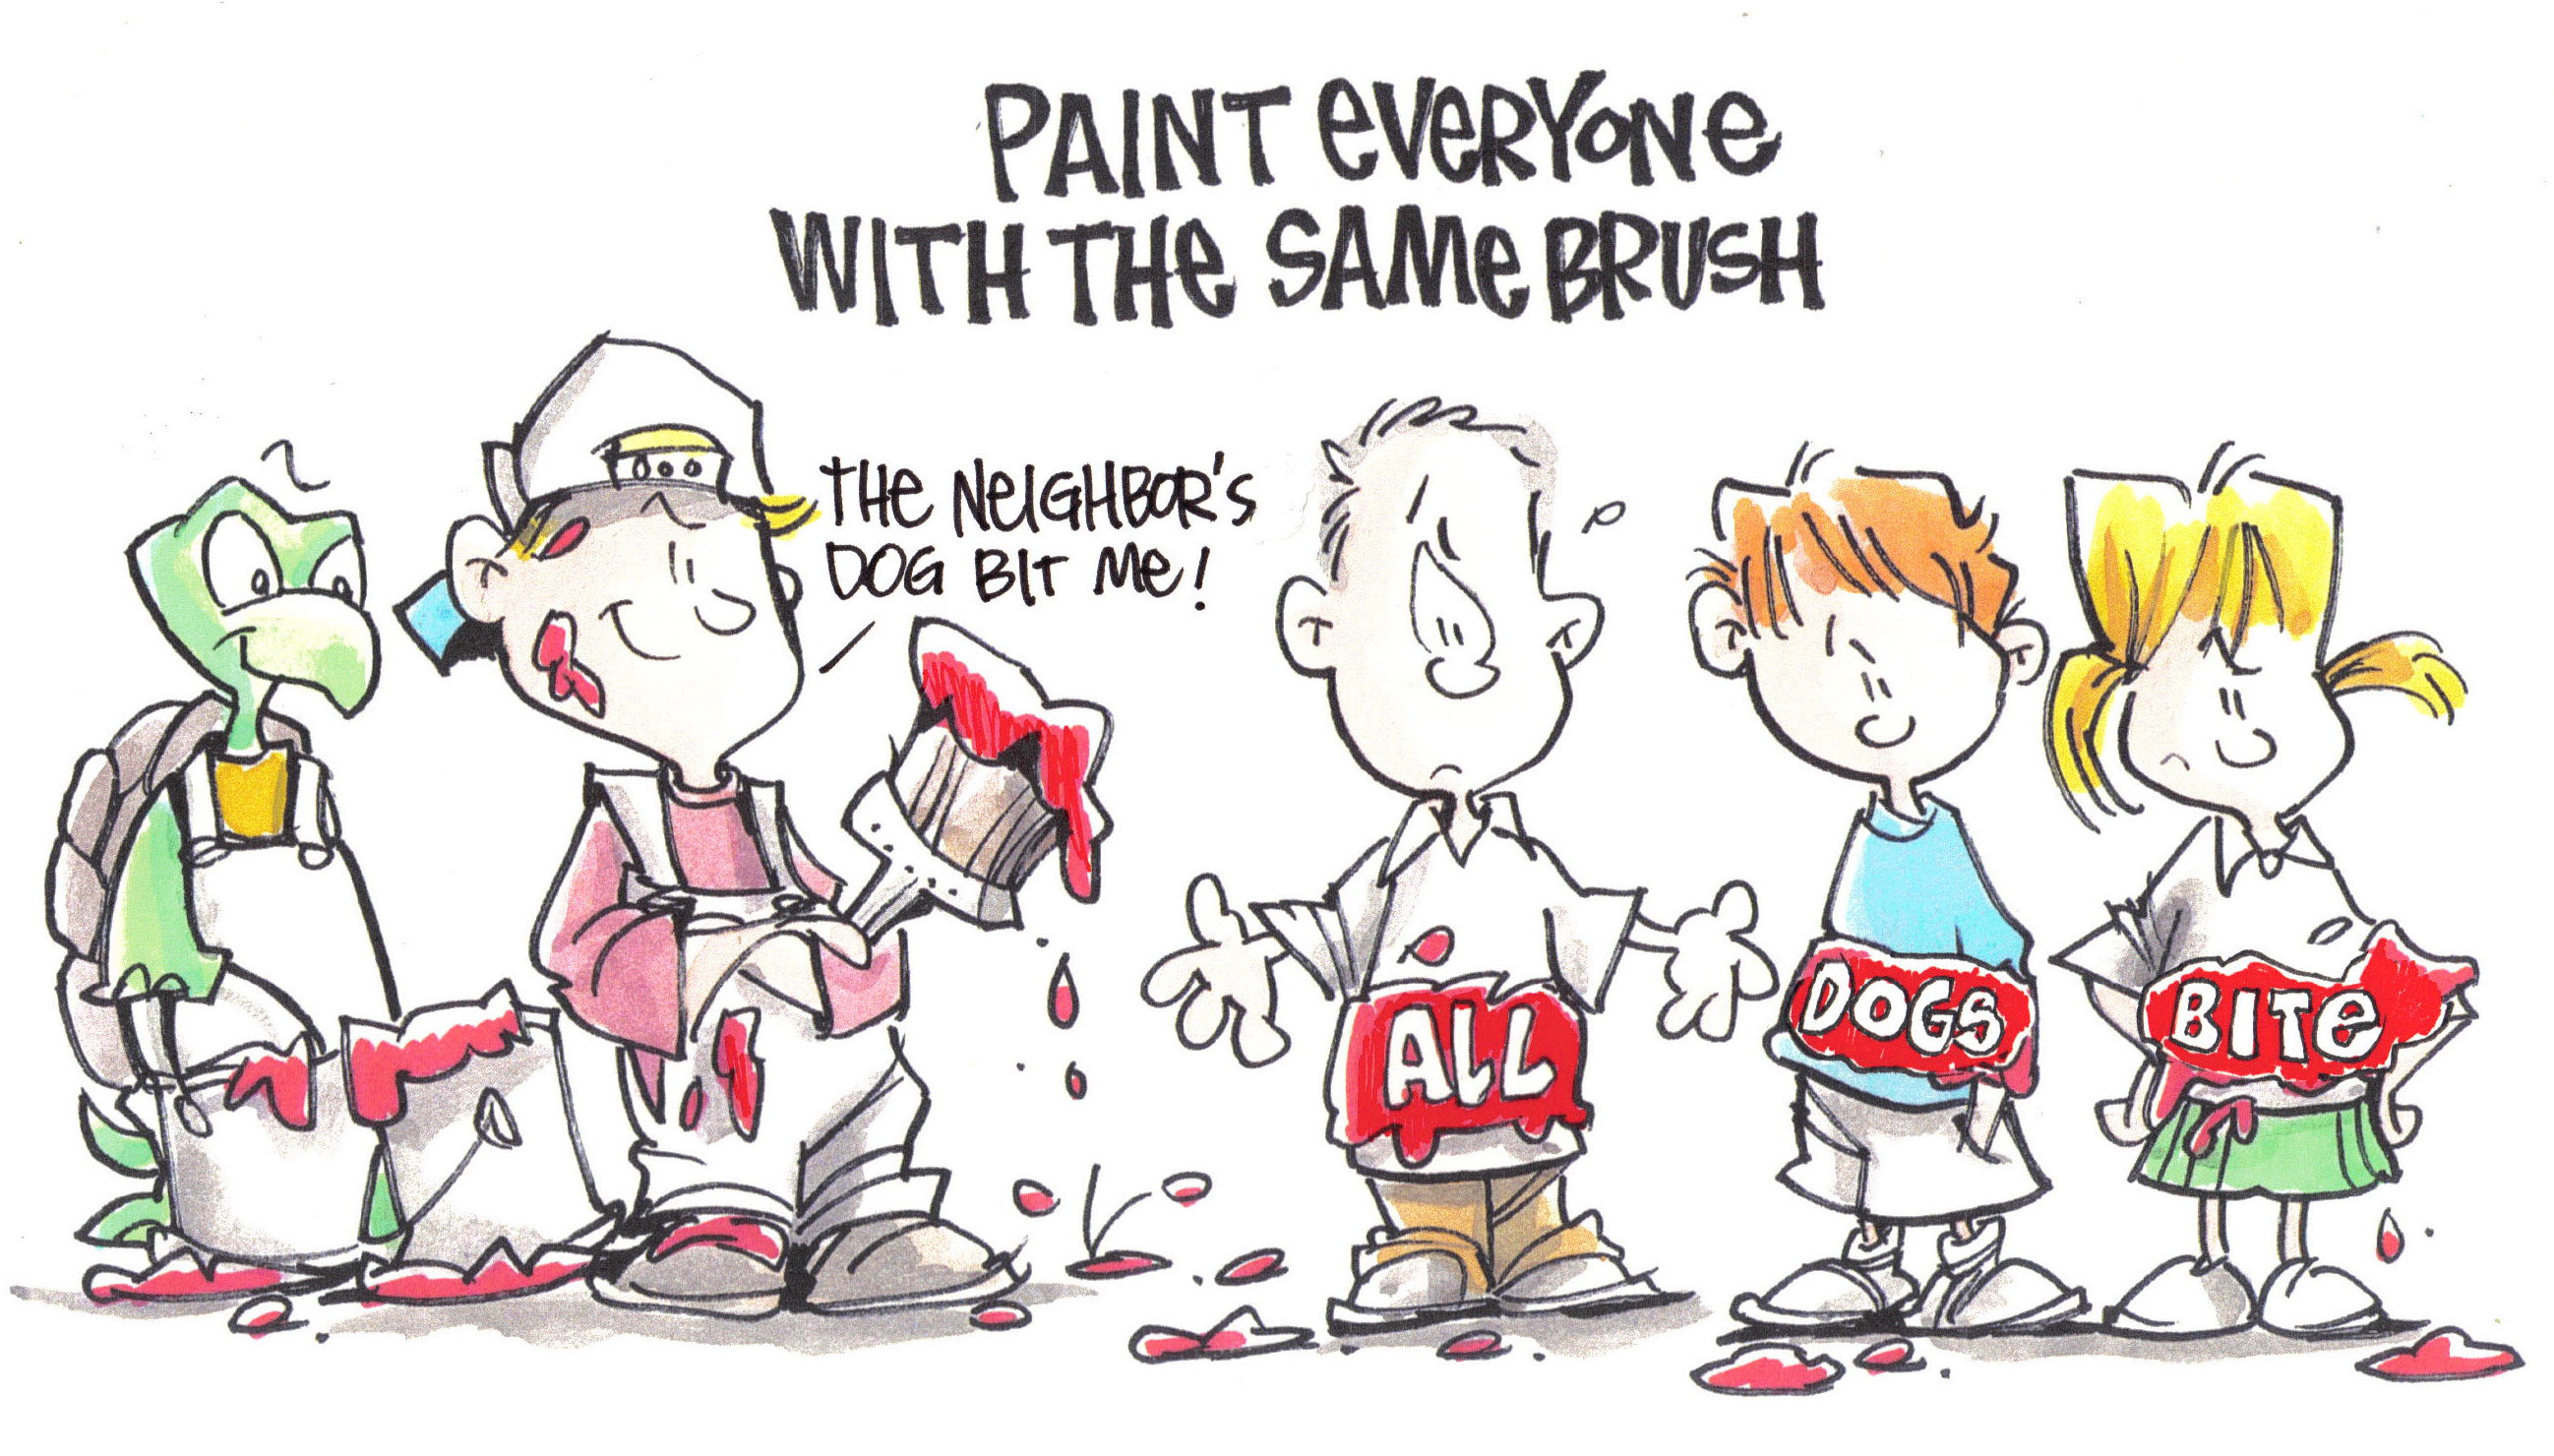 PAINT EVERYONE
WITH THE SAME BRUSH
THE NEIGHBOR'S
DOG BIT ME!
ALL
DOGS
BITE